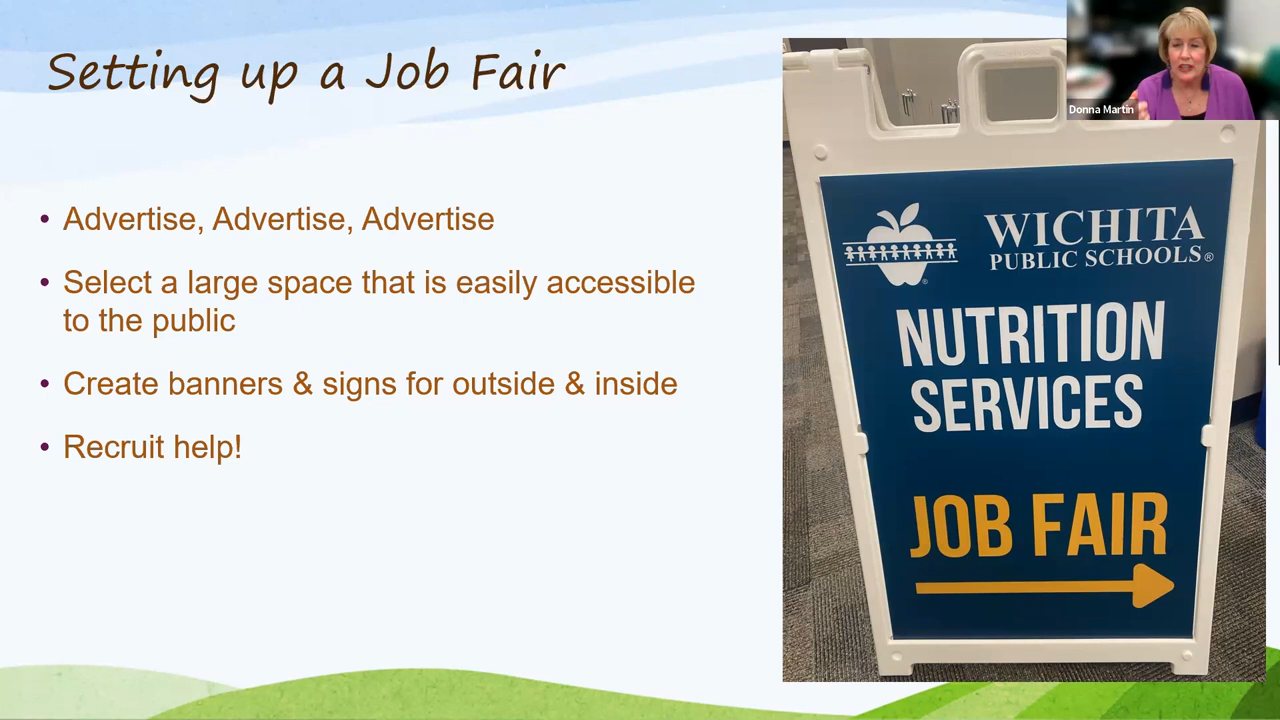 Setting up a Job Fair
• Advertise, Advertise, Advertise
• Select a large space that is easily accessible
to the public
• Create banners & signs for outside & inside
• Recruit help!
Donna Martin
WICHITA
PUBLIC SCHOOLS®
NUTRITION
SERVICES
JOB FAIR